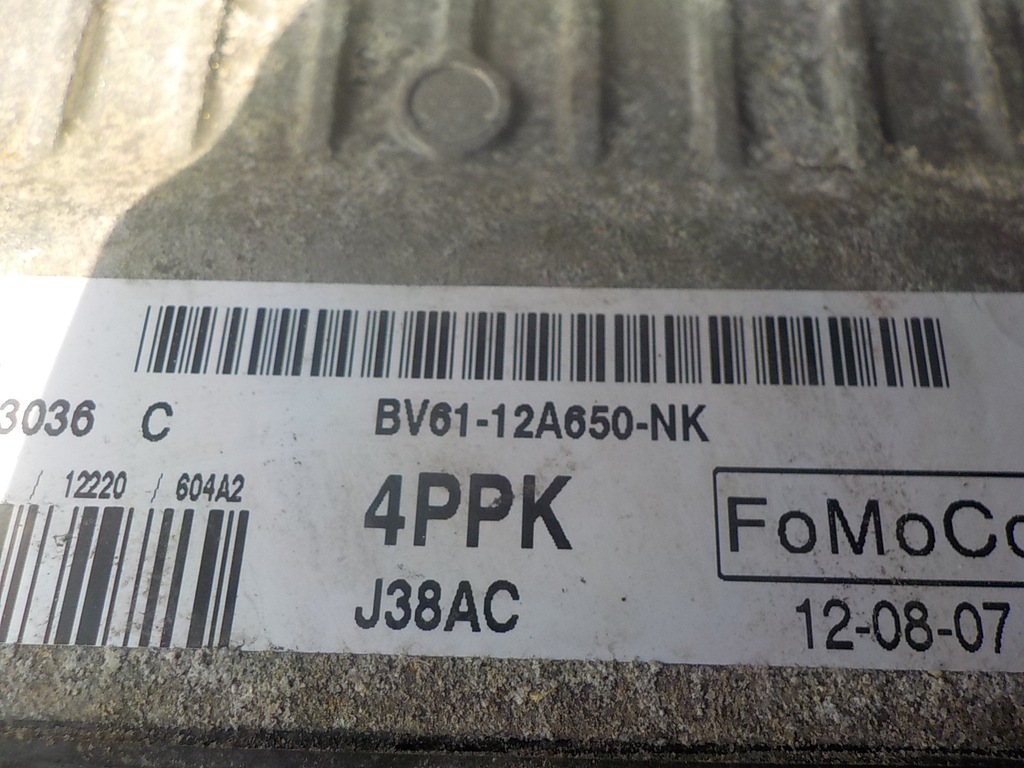 BV61-12A650-NK
3036 C
12220 / 604A2
4PPK
FoMoCo
J38AC
12-08-07